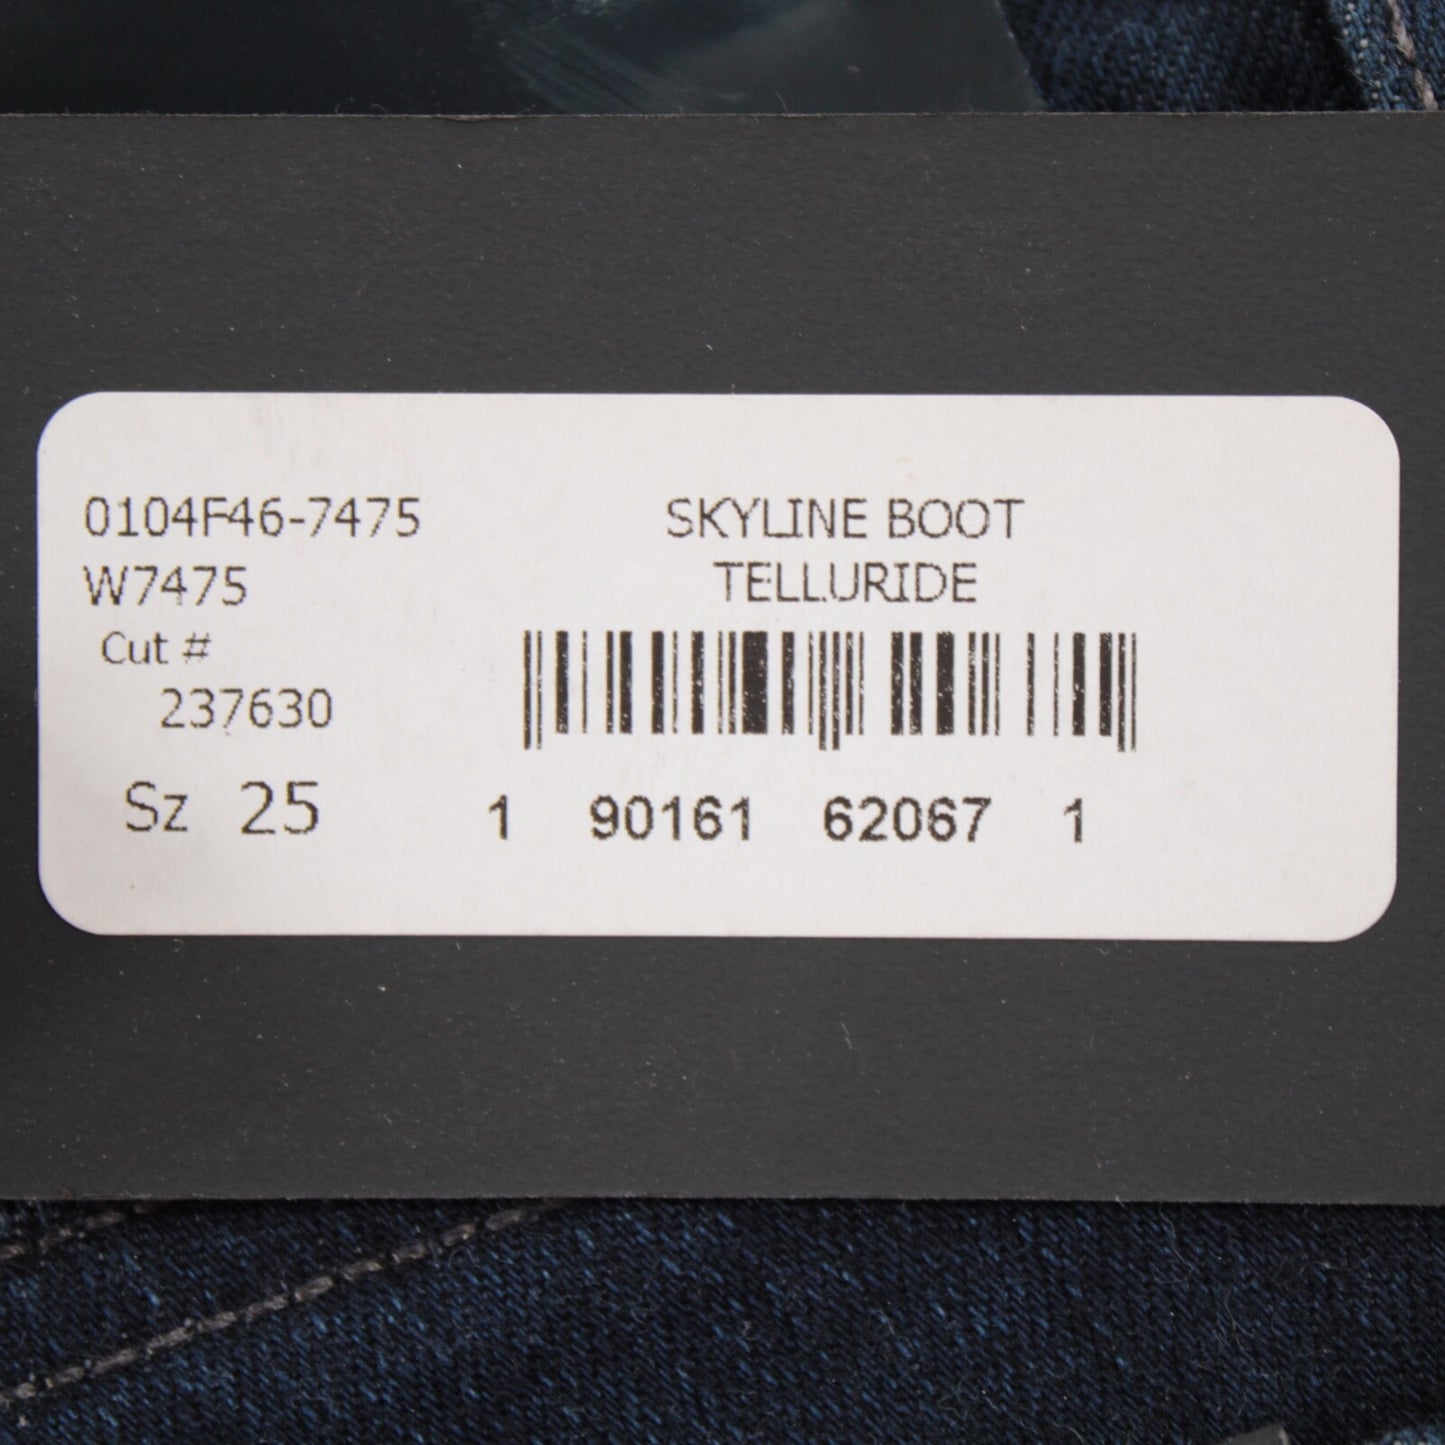 0104F46-7475
W7475
Cut #
237630
Sz 25
SKYLINE BOOT
TELLURIDE
1 90161 62067 1